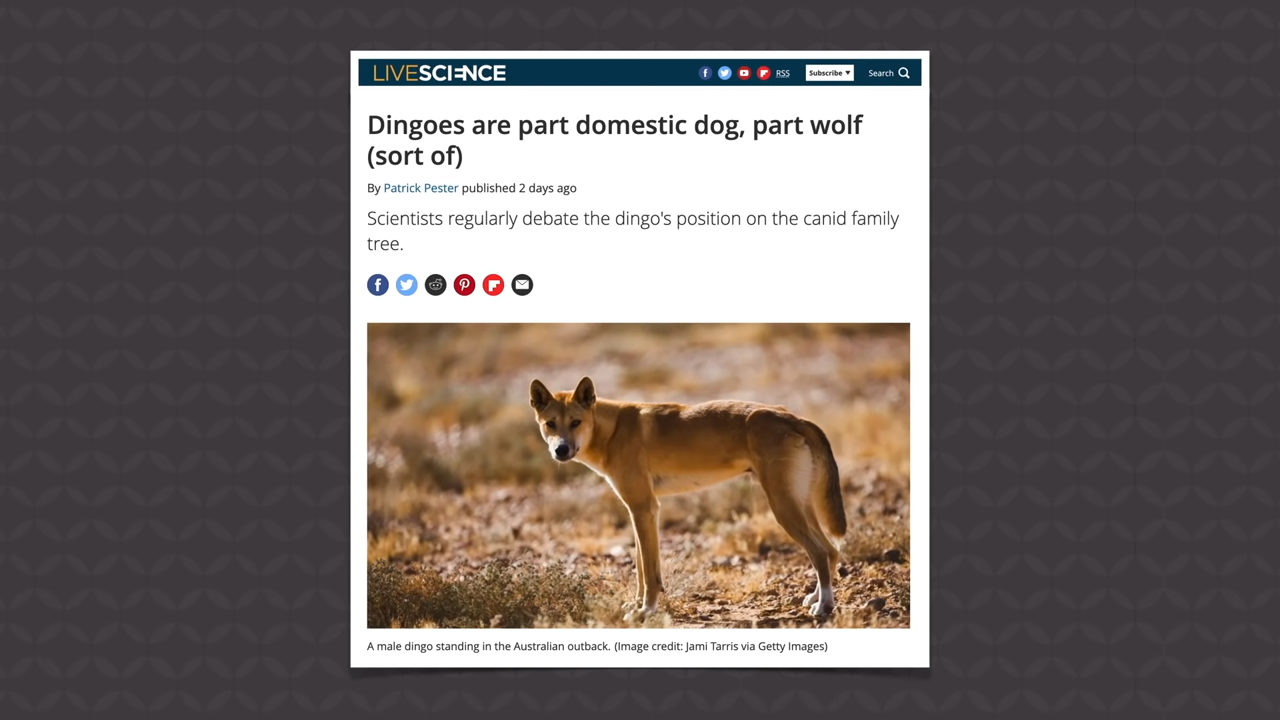 LIVESCIENCE
RSS
Subscribe ▼
Search
Dingoes are part domestic dog, part wolf
(sort of)
By Patrick Pester published 2 days ago
Scientists regularly debate the dingo's position on the canid family
tree.
A male dingo standing in the Australian outback. (Image credit: Jami Tarris via Getty Images)